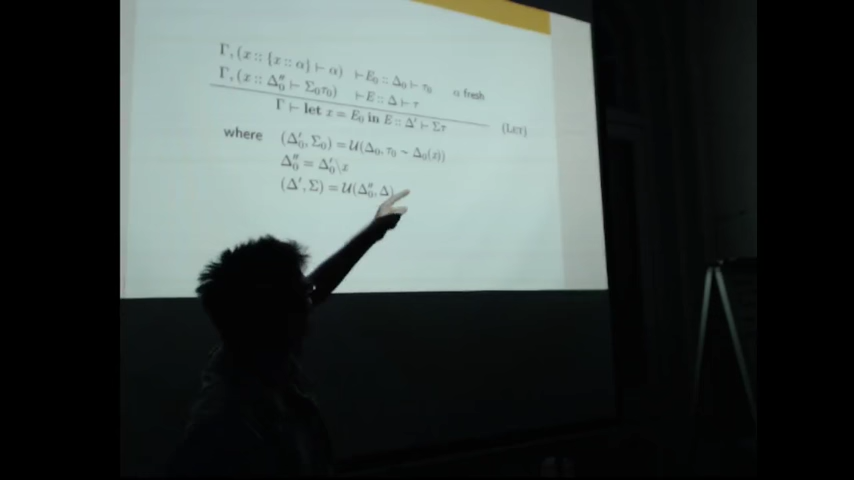 Γ, (x :: {x :: α} ⊢ α) ⊢ E₀ :: Δ₀ ⊢ τ₀ α fresh
Γ, (x :: Δ₀″ ⊢ Σ₀τ₀) ⊢ E :: Δ ⊢ τ
Γ ⊢ let x = E₀ in E :: Δ′ ⊢ Στ (LET)
where (Δ₀′, Σ₀) = 𝒰(Δ₀, τ₀ ~ Δ₀(x))
Δ₀″ = Δ₀′\x
(Δ′, Σ) = 𝒰(Δ₀″, Δ)